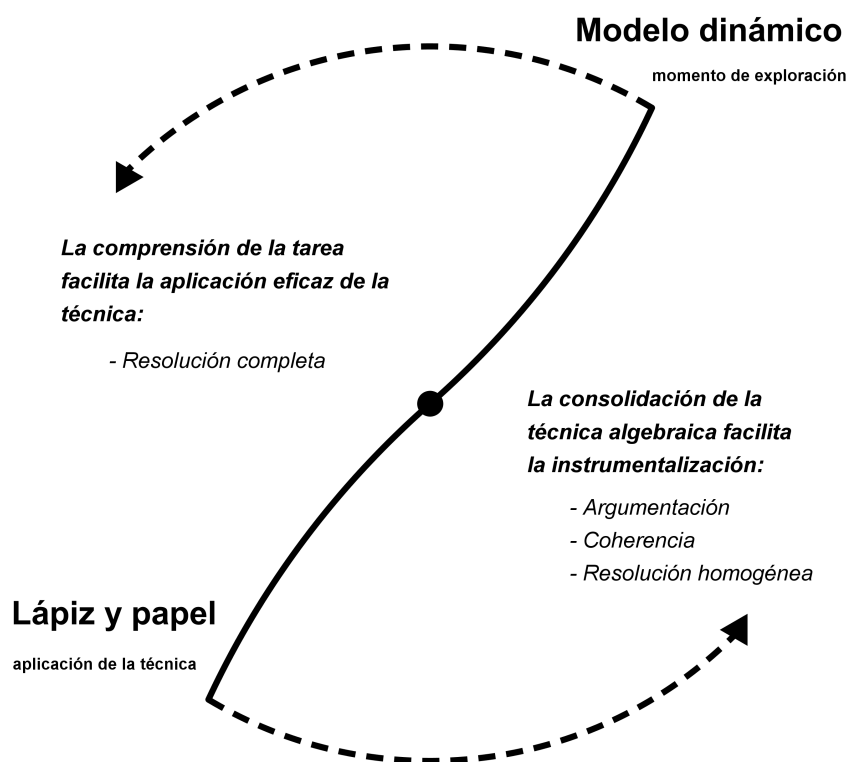 Modelo dinámico
momento de exploración
La comprensión de la tarea
facilita la aplicación eficaz de la
técnica:
- Resolución completa
La consolidación de la
técnica algebraica facilita
la instrumentalización:
- Argumentación
- Coherencia
- Resolución homogénea
Lápiz y papel
aplicación de la técnica